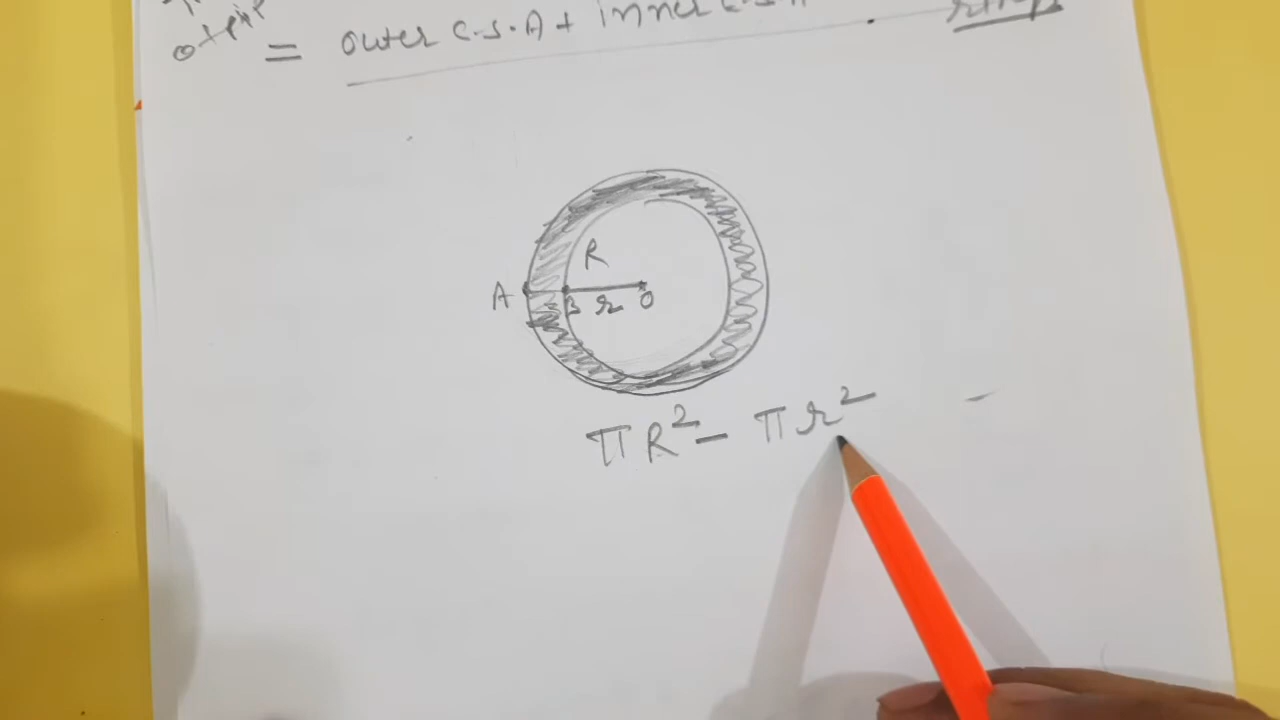 = outer C.S.A + inner C.S.A
R
A B r O
πR² - πr²